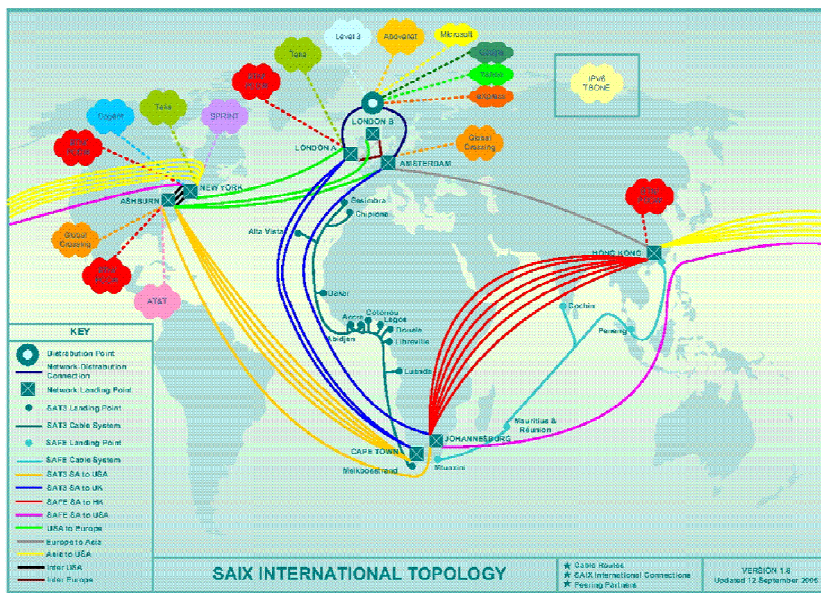 Level 3
Abovenet
Microsoft
Telia
Yahoo
IPV6
TBONE
LONDON B
Cogent
Telia
SPRINT
LONDON A
AMSTERDAM
Global
Crossing
NEW YORK
ASHBURN
Sesimbra
Chipiona
Alta Vista
HONG KONG
Global
Crossing
AT&T
Dakar
Cotonou
Accra
Lagos
Abidjan
Douala
Libreville
Cochin
Penang
Luanda
Mauritius &
Réunion
JOHANNESBURG
CAPE TOWN
Mtunzini
Melkbosstrand
KEY
Distribution Point
Network Distribution
Connection
Network Landing Point
SAT3 Landing Point
SAT3 Cable System
SAFE Landing Point
SAFE Cable System
SAT3 SA to USA
SAT3 SA to UK
SAFE SA to HK
SAFE SA to USA
USA to Europe
Europe to Asia
Asia to USA
Inter USA
Inter Europe
SAIX INTERNATIONAL TOPOLOGY
Cable Routes
SAIX International Connections
Peering Partners
VERSION 1.8
Updated 12 September 2006